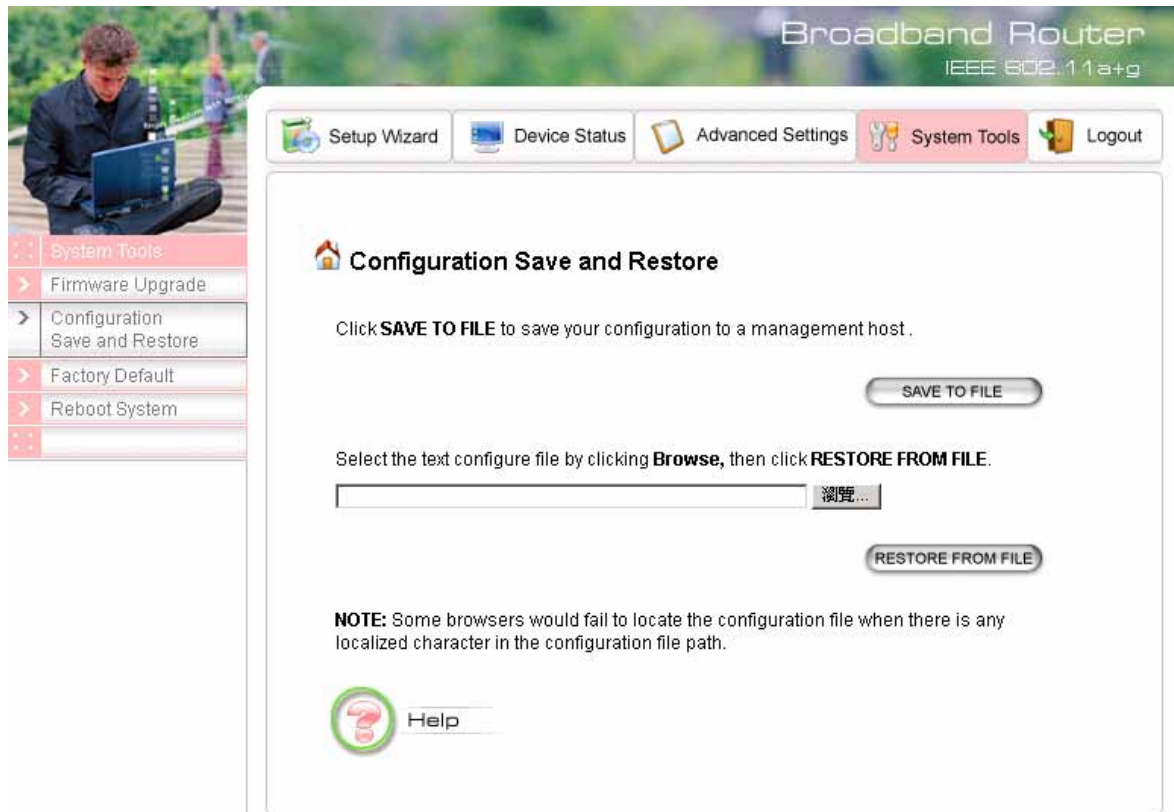 Broadband Router
IEEE 802.11a+g
Setup Wizard
Device Status
Advanced Settings
System Tools
Logout
System Tools
Firmware Upgrade
Configuration
Save and Restore
Factory Default
Reboot System
Configuration Save and Restore
Click SAVE TO FILE to save your configuration to a management host .
SAVE TO FILE
Select the text configure file by clicking Browse, then click RESTORE FROM FILE.
瀏覽...
RESTORE FROM FILE
NOTE: Some browsers would fail to locate the configuration file when there is any
localized character in the configuration file path.
Help